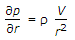 ∂p/∂r = ρ V/r²